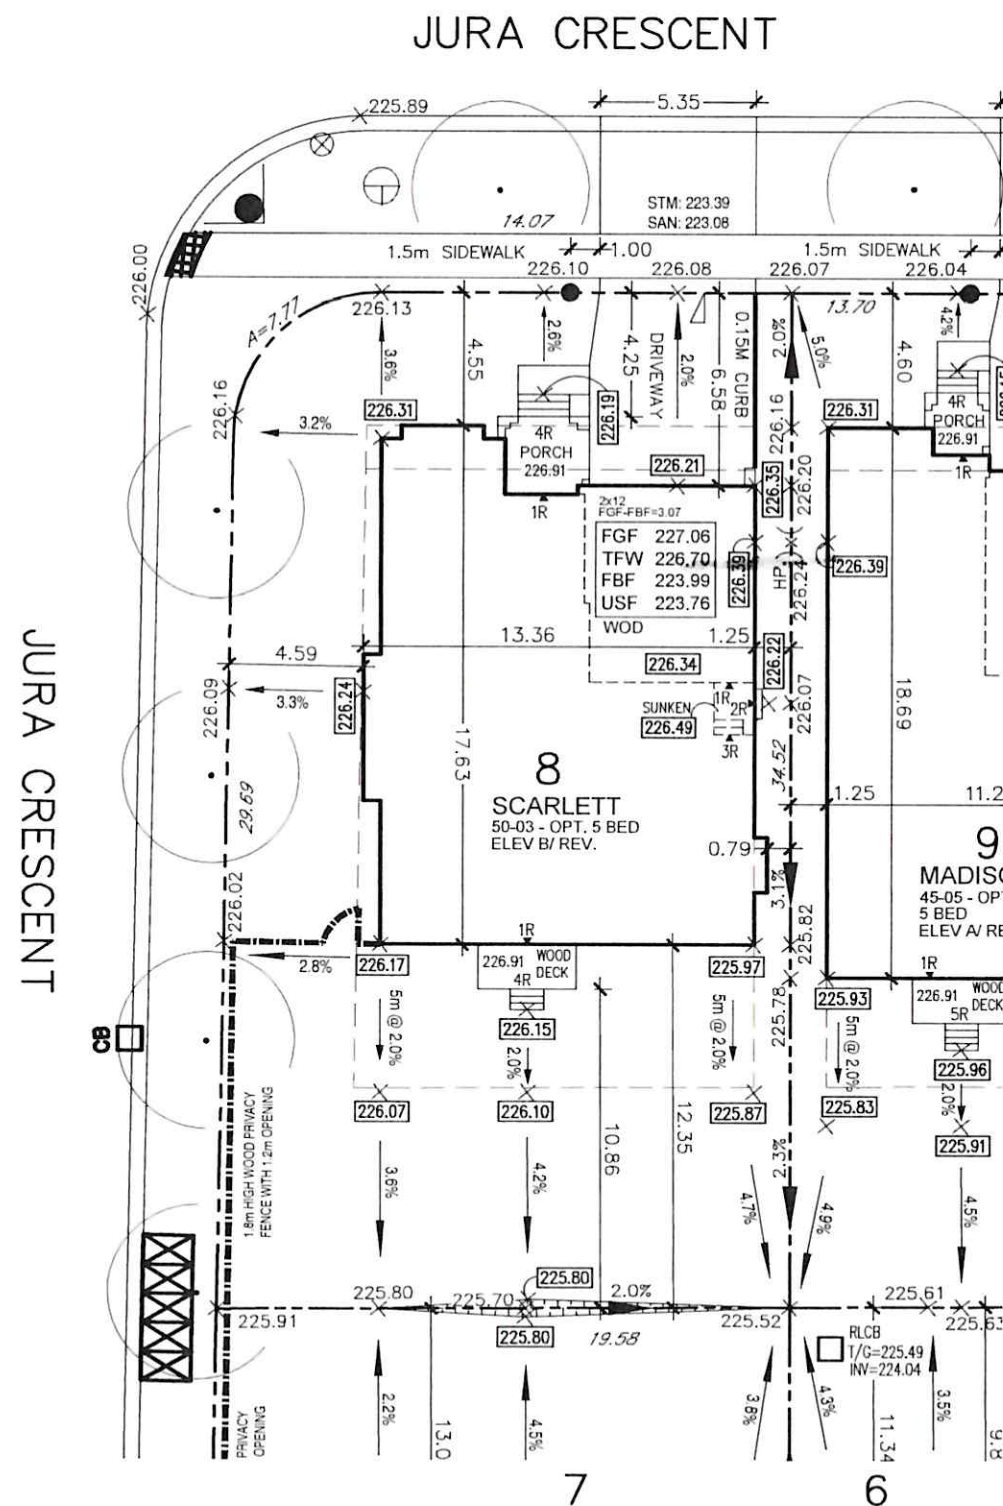 JURA CRESCENT
225.89
5.35
STM: 223.39
SAN: 223.08
14.07
1.5m SIDEWALK
1.00
1.5m SIDEWALK
226.00
226.10
226.08
226.07
226.04
A=7.77
226.13
13.70
3.6%
4.55
2.6%
4.25
DRIVEWAY
2.0%
6.58
0.15M CURB
2.0%
5.0%
4.60
4.2%
226.16
226.31
226.19
226.16
226.31
3.2%
4R
PORCH
226.91
1R
4R
PORCH
226.91
1R
226.21
226.35
226.20
2x12
FGF-FBF=3.07
FGF 227.06
TFW 226.70
FBF 223.99
USF 223.76
WOD
226.39
HP
226.24
226.39
13.36
1.25
4.59
226.34
226.22
226.09
3.3%
226.24
1R
2R
226.07
SUNKEN
226.49
3R
18.69
17.63
34.52
JURA CRESCENT
8
SCARLETT
50-03 - OPT. 5 BED
ELEV B/ REV.
29.69
1.25
11.2
0.79
3.1%
9
MADISC
45-05 - OP
5 BED
ELEV A/ RE
226.02
225.82
1R
1R
2.8%
226.17
226.91
WOOD
DECK
4R
225.97
225.78
225.93
226.91
WOOD
DECK
5R
CB
5m @ 2.0%
226.15
2.0%
5m @ 2.0%
5m @ 2.0%
225.96
2.0%
226.07
226.10
225.87
225.83
225.91
1.8m HIGH WOOD PRIVACY
FENCE WITH 1.2m OPENING
10.86
12.35
2.3%
3.6%
4.2%
4.7%
4.9%
4.5%
225.80
225.80
225.70
2.0%
225.61
225.91
225.80
19.58
225.52
225.63
RLCB
T/G=225.49
INV=224.04
PRIVACY
OPENING
2.2%
13.0
4.5%
3.8%
4.3%
11.34
3.5%
9.8
7
6